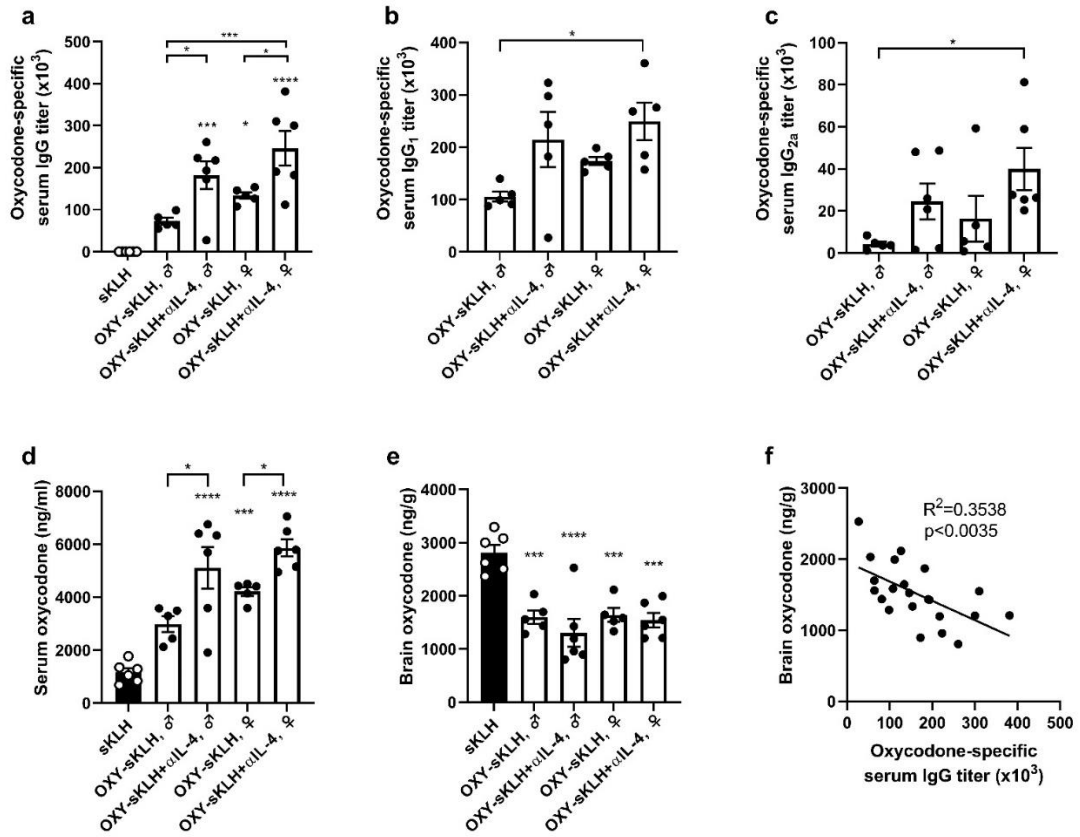 a
Oxycodone-specific
serum IgG titer (x10³)
500
400
300
200
100
0
***
*
*
***
*
****
sKLH
OXY-sKLH, ♂
OXY-sKLH+αIL-4, ♂
OXY-sKLH, ♀
OXY-sKLH+αIL-4, ♀
b
Oxycodone-specific
serum IgG₁ titer (x10³)
400
300
200
100
0
*
OXY-sKLH, ♂
OXY-sKLH+αIL-4, ♂
OXY-sKLH, ♀
OXY-sKLH+αIL-4, ♀
c
Oxycodone-specific
serum IgG₂ₐ titer (x10³)
100
80
60
40
20
0
*
OXY-sKLH, ♂
OXY-sKLH+αIL-4, ♂
OXY-sKLH, ♀
OXY-sKLH+αIL-4, ♀
d
Serum oxycodone (ng/ml)
8000
6000
4000
2000
0
*
*
****
***
****
sKLH
OXY-sKLH, ♂
OXY-sKLH+αIL-4, ♂
OXY-sKLH, ♀
OXY-sKLH+αIL-4, ♀
e
Brain oxycodone (ng/g)
4000
3000
2000
1000
0
***
****
***
***
sKLH
OXY-sKLH, ♂
OXY-sKLH+αIL-4, ♂
OXY-sKLH, ♀
OXY-sKLH+αIL-4, ♀
f
Brain oxycodone (ng/g)
3000
2000
1000
0
R²=0.3538
p<0.0035
0 100 200 300 400 500
Oxycodone-specific
serum IgG titer (x10³)